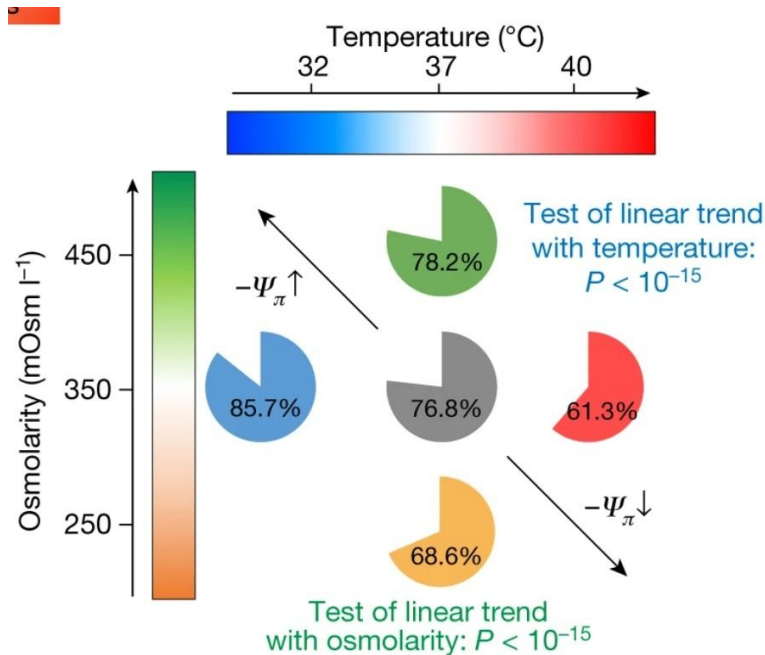 s
Temperature (°C)
32 37 40
Osmolarity (mOsm l⁻¹)
450
350
250
Test of linear trend
with temperature:
P < 10⁻¹⁵
78.2%
−Ψπ↑
85.7%
76.8%
61.3%
−Ψπ↓
68.6%
Test of linear trend
with osmolarity: P < 10⁻¹⁵